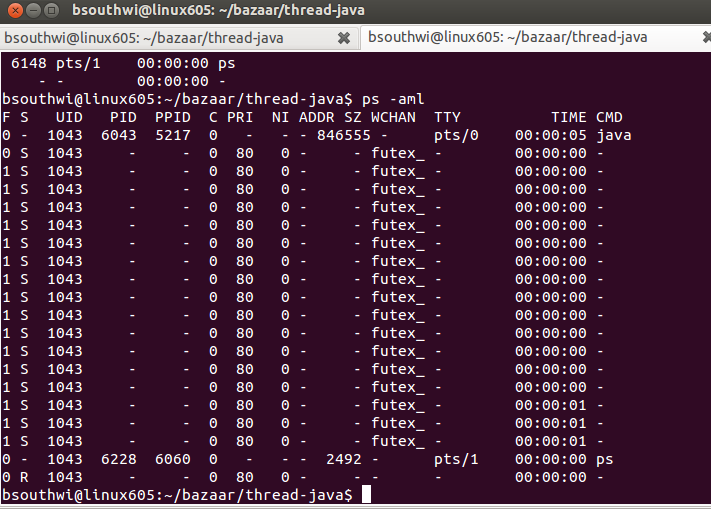 bsouthwi@linux605: ~/bazaar/thread-java
bsouthwi@linux605: ~/bazaar/thread-java bsouthwi@linux605: ~/bazaar/thread-java
 6148 pts/1    00:00:00 ps
    - -        00:00:00 -
bsouthwi@linux605:~/bazaar/thread-java$ ps -aml
F S   UID   PID  PPID  C PRI  NI ADDR SZ WCHAN  TTY          TIME CMD
0 -  1043  6043  5217  0   -   - - 846555 -     pts/0    00:00:05 java
0 S  1043     -     -  0  80   0 -     - futex_ -        00:00:00 -
1 S  1043     -     -  0  80   0 -     - futex_ -        00:00:00 -
1 S  1043     -     -  0  80   0 -     - futex_ -        00:00:00 -
1 S  1043     -     -  0  80   0 -     - futex_ -        00:00:00 -
1 S  1043     -     -  0  80   0 -     - futex_ -        00:00:00 -
1 S  1043     -     -  0  80   0 -     - futex_ -        00:00:00 -
1 S  1043     -     -  0  80   0 -     - futex_ -        00:00:00 -
1 S  1043     -     -  0  80   0 -     - futex_ -        00:00:00 -
1 S  1043     -     -  0  80   0 -     - futex_ -        00:00:00 -
1 S  1043     -     -  0  80   0 -     - futex_ -        00:00:00 -
1 S  1043     -     -  0  80   0 -     - futex_ -        00:00:00 -
1 S  1043     -     -  0  80   0 -     - futex_ -        00:00:00 -
1 S  1043     -     -  0  80   0 -     - futex_ -        00:00:00 -
1 S  1043     -     -  0  80   0 -     - futex_ -        00:00:00 -
1 S  1043     -     -  0  80   0 -     - futex_ -        00:00:01 -
1 S  1043     -     -  0  80   0 -     - futex_ -        00:00:01 -
1 S  1043     -     -  0  80   0 -     - futex_ -        00:00:01 -
0 -  1043  6228  6060  0   -   - -  2492 -      pts/1    00:00:00 ps
0 R  1043     -     -  0  80   0 -     - -      -        00:00:00 -
bsouthwi@linux605:~/bazaar/thread-java$